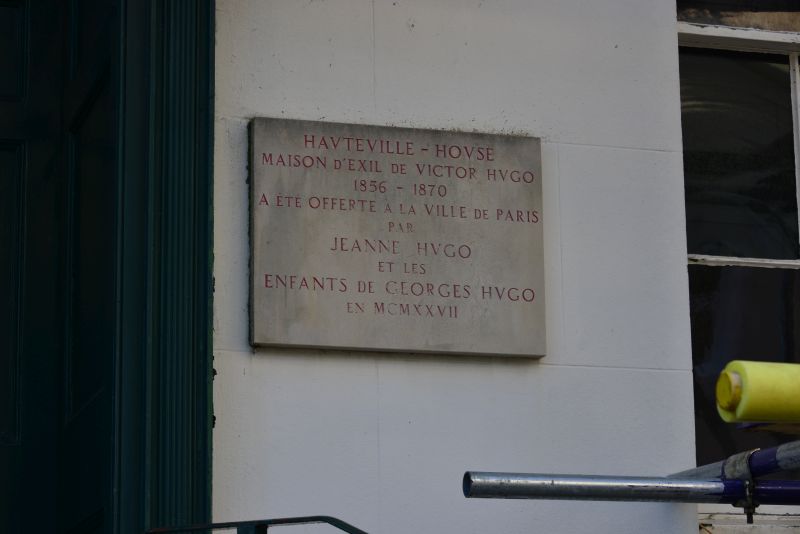 HAVTEVILLE - HOVSE
MAISON D'EXIL DE VICTOR HVGO
1856 - 1870
A ÉTÉ OFFERTE À LA VILLE DE PARIS
PAR
JEANNE HVGO
ET LES
ENFANTS DE GEORGES HVGO
EN MCMXXVII